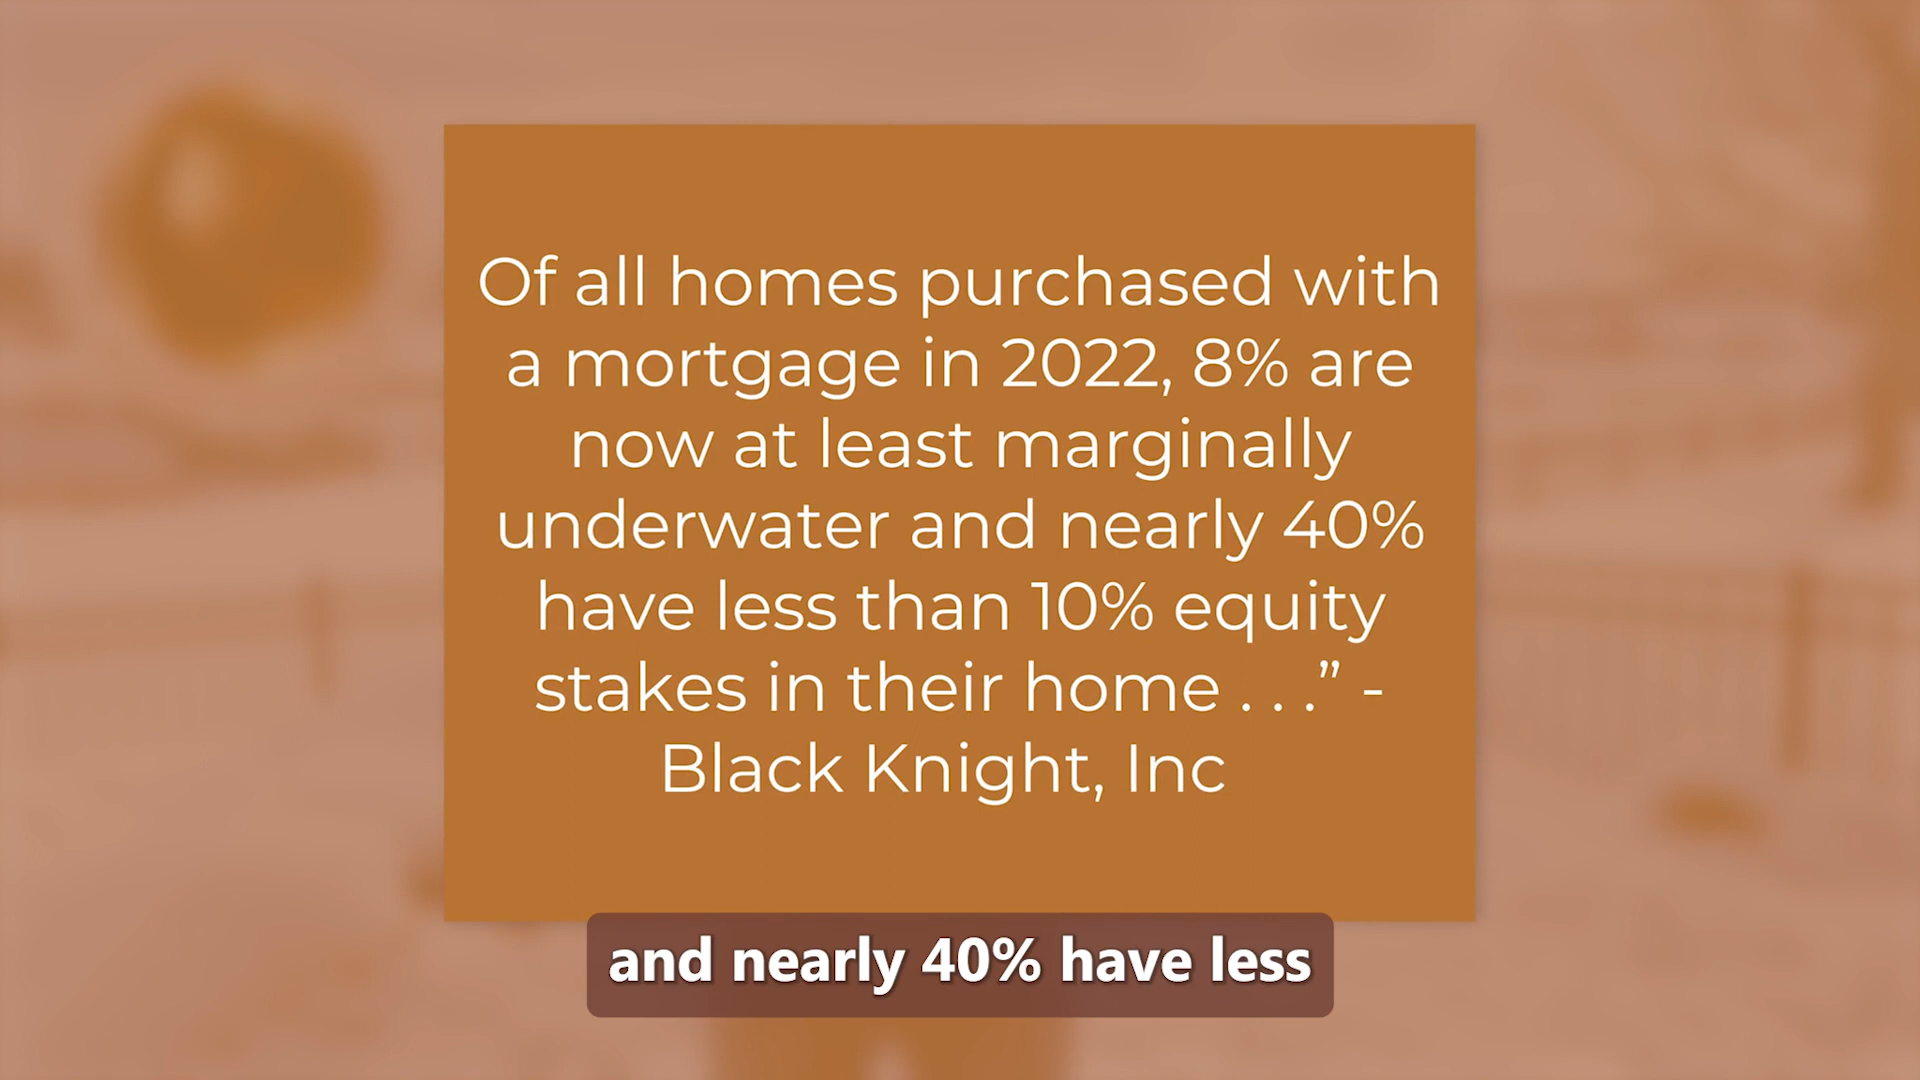 Of all homes purchased with
a mortgage in 2022, 8% are
now at least marginally
underwater and nearly 40%
have less than 10% equity
stakes in their home . . .” -
Black Knight, Inc
and nearly 40% have less